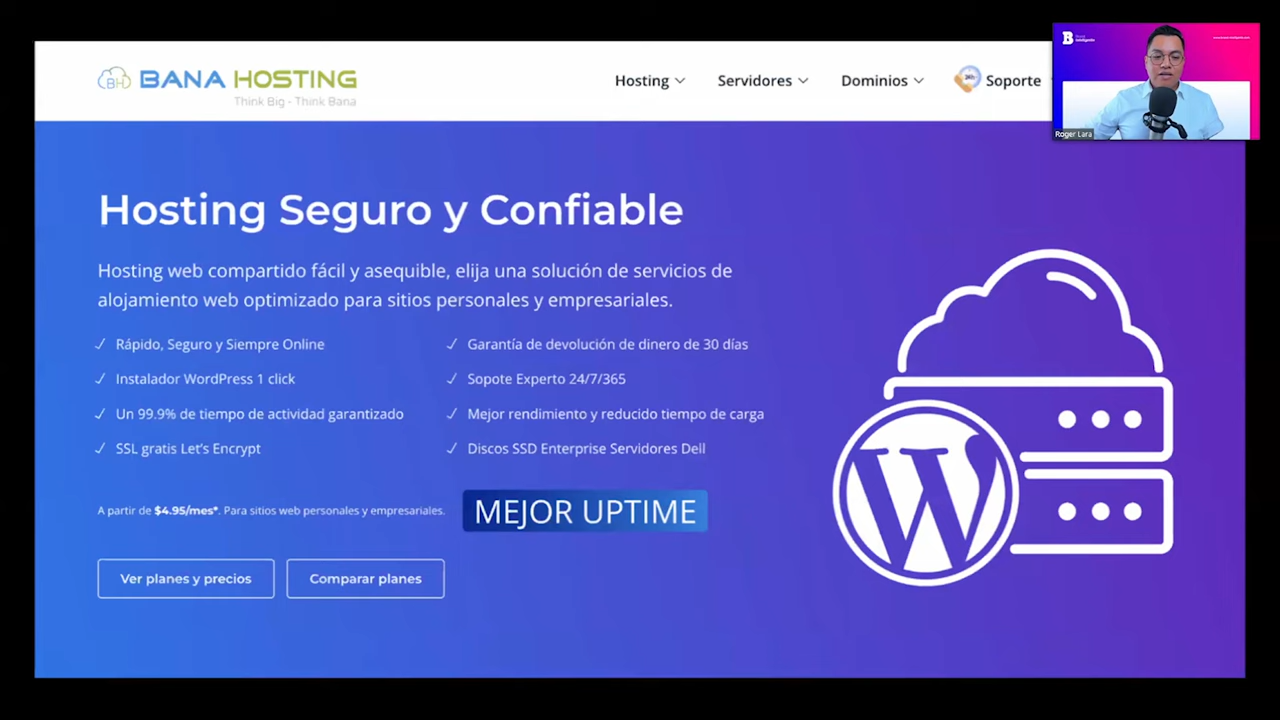 BANA HOSTING
Think Big - Think Bana
Hosting
Servidores
Dominios
Soporte
Roger Lara
Hosting Seguro y Confiable
Hosting web compartido fácil y asequible, elija una solución de servicios de
alojamiento web optimizado para sitios personales y empresariales.
Rápido, Seguro y Siempre Online
Instalador WordPress 1 click
Un 99.9% de tiempo de actividad garantizado
SSL gratis Let's Encrypt
Garantía de devolución de dinero de 30 días
Sopote Experto 24/7/365
Mejor rendimiento y reducido tiempo de carga
Discos SSD Enterprise Servidores Dell
A partir de $4.95/mes*. Para sitios web personales y empresariales.
MEJOR UPTIME
Ver planes y precios
Comparar planes